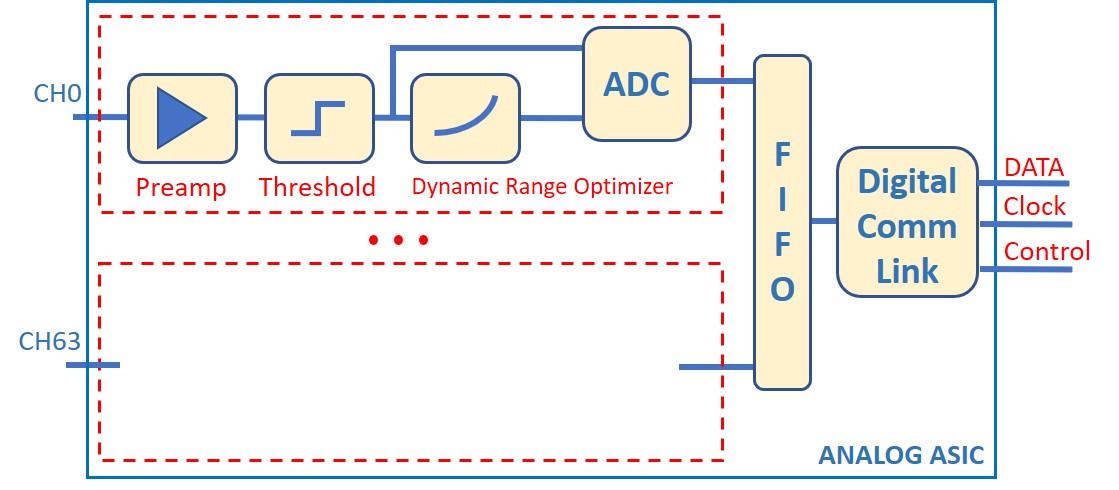 CH0
ADC
Preamp
Threshold
Dynamic Range Optimizer
F
I
F
O
Digital
Comm
Link
DATA
Clock
Control
CH63
ANALOG ASIC